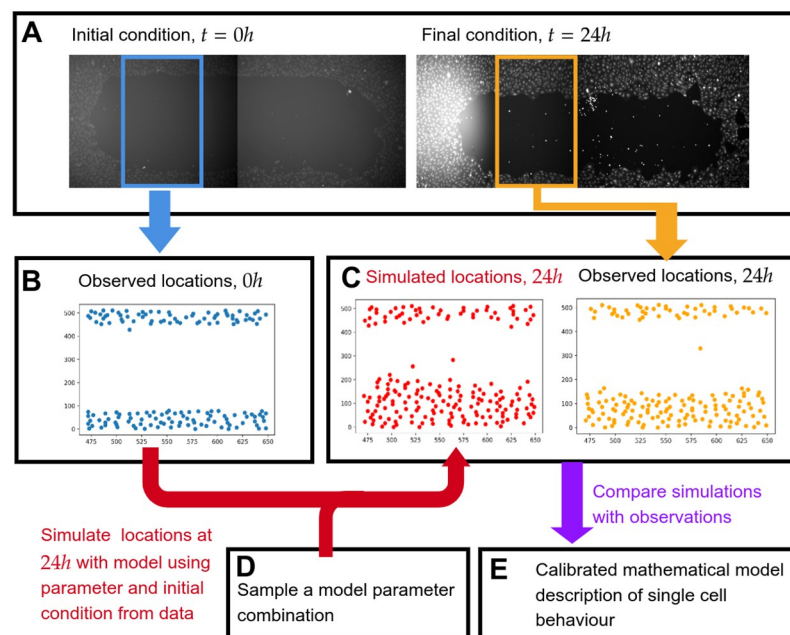 A
Initial condition, t = 0h
Final condition, t = 24h
B
Observed locations, 0h
500
400
300
200
100
0
475 500 525 550 575 600 625 650
C
Simulated locations, 24h
500
400
300
200
100
0
475 500 525 550 575 600 625 650
Observed locations, 24h
500
400
300
200
100
0
475 500 525 550 575 600 625 650
Simulate locations at
24h with model using
parameter and initial
condition from data
D
Sample a model parameter
combination
Compare simulations
with observations
E
Calibrated mathematical model
description of single cell
behaviour